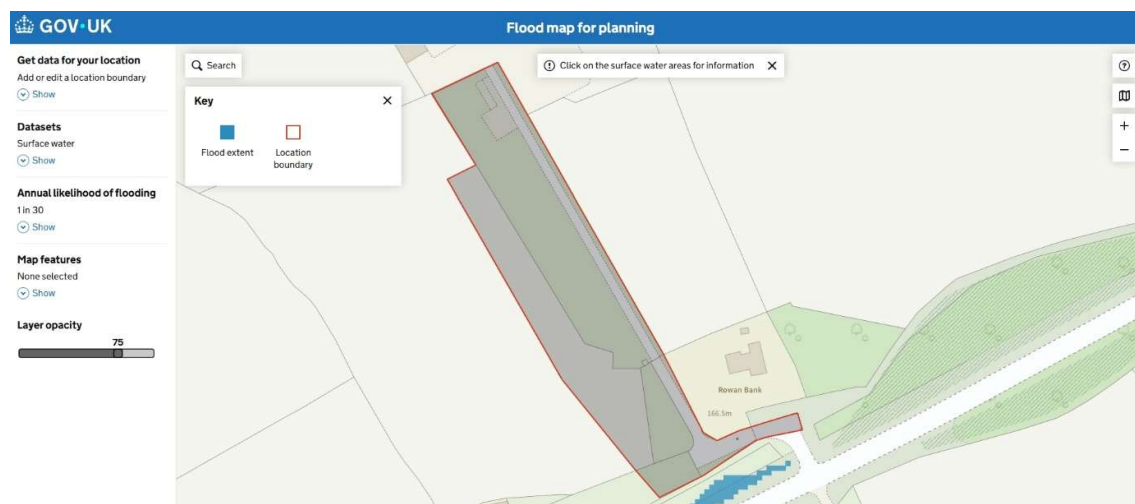 GOV·UK
Flood map for planning
Get data for your location
Add or edit a location boundary
Show
Datasets
Surface water
Show
Annual likelihood of flooding
1 in 30
Show
Map features
None selected
Show
Layer opacity
75
Search
Click on the surface water areas for information
Key
Flood extent
Location
boundary
Rowan Bank
166.5m